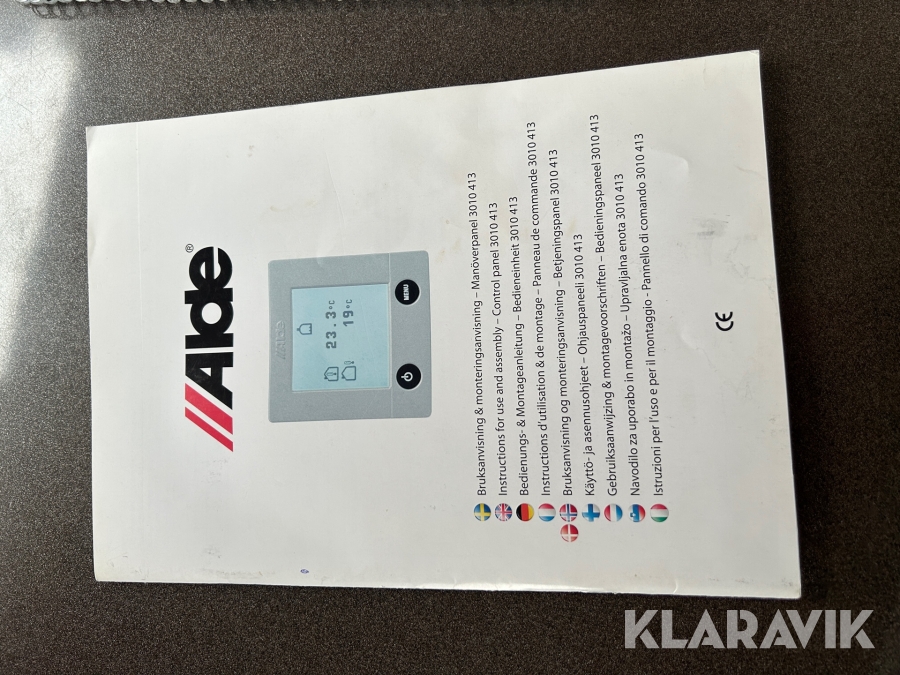 Alde®
ALDE
23.3°C
19°C
MENU
Bruksanvisning & monteringsanvisning – Manöverpanel 3010 413
Instructions for use and assembly – Control panel 3010 413
Bedienungs- & Montageanleitung – Bedieneinheit 3010 413
Instructions d'utilisation & de montage – Panneau de commande 3010 413
Bruksanvisning og monteringsanvisning – Betjeningspanel 3010 413
Käyttö- ja asennusohjeet – Ohjauspaneeli 3010 413
Gebruiksaanwijzing & montagevoorschriften – Bedieningspaneel 3010 413
Navodilo za uporabo in montažo – Upravljalna enota 3010 413
Istruzioni per l'uso e per il montaggio - Pannello di comando 3010 413
CE
KLARAVIK